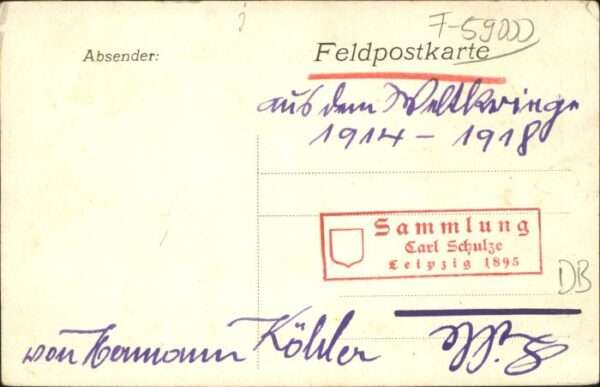 F-59000
Absender:
Feldpostkarte
aus dem Weltkriege
1914 - 1918
Sammlung
Carl Schulze
Leipzig 1895
DB
von Hermann Köhler